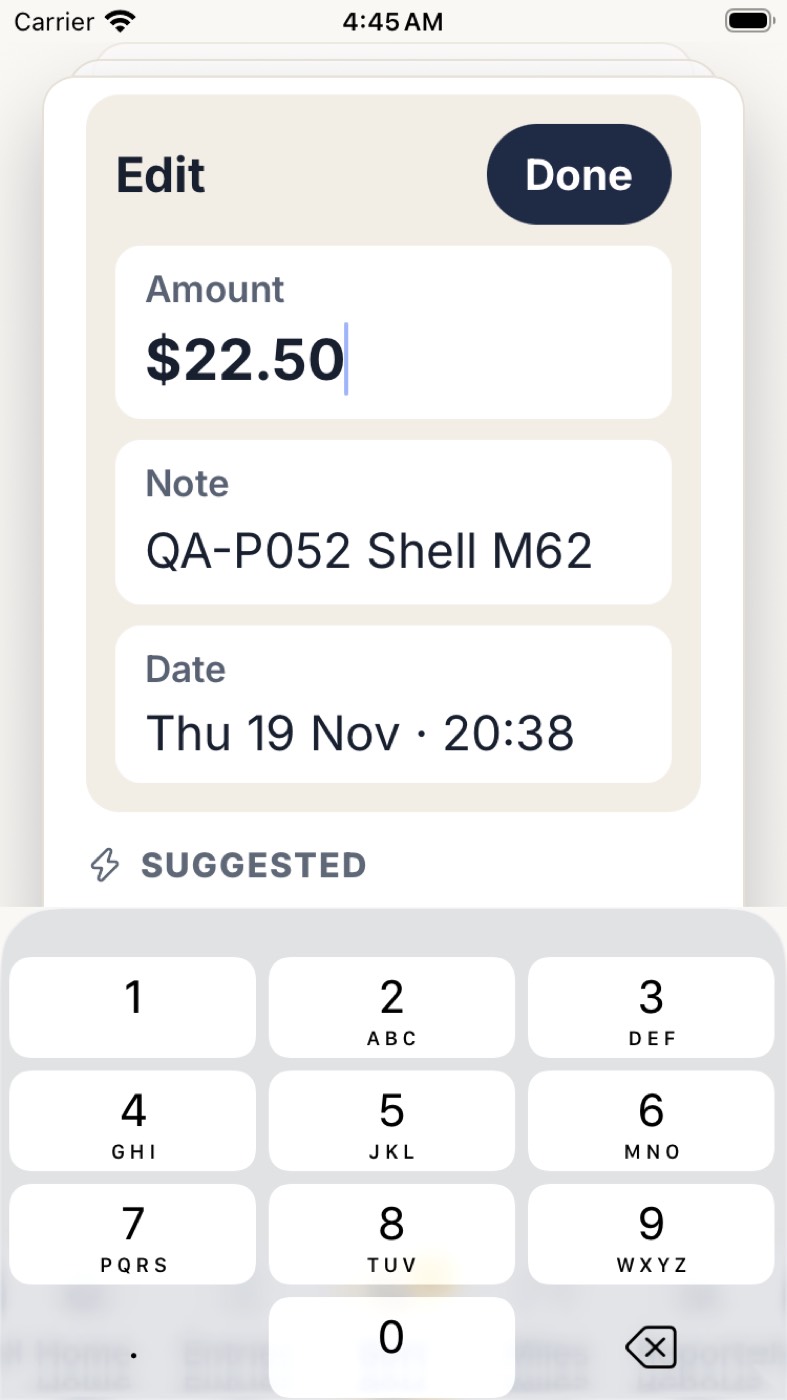 Carrier 4:45 AM
Edit Done
Amount
$22.50
Note
QA-P052 Shell M62
Date
Thu 19 Nov · 20:38
SUGGESTED
1 2 3
ABC DEF
4 5 6
GHI JKL MNO
7 8 9
PQRS TUV WXYZ
. 0